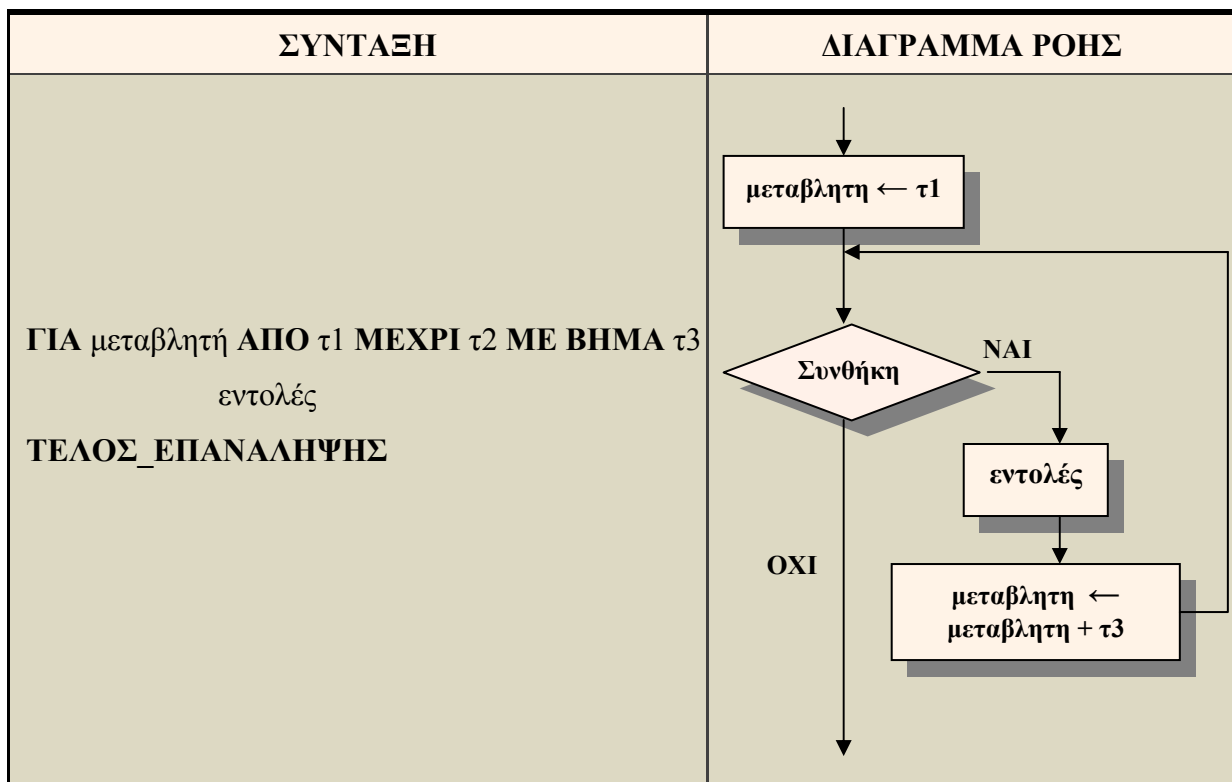 ΣΥΝΤΑΞΗ
ΔΙΑΓΡΑΜΜΑ ΡΟΗΣ
ΓΙΑ μεταβλητή ΑΠΟ τ1 ΜΕΧΡΙ τ2 ΜΕ ΒΗΜΑ τ3
εντολές
ΤΕΛΟΣ_ΕΠΑΝΑΛΗΨΗΣ
μεταβλητη ← τ1
Συνθήκη
ΝΑΙ
εντολές
ΟΧΙ
μεταβλητη ←
μεταβλητη + τ3